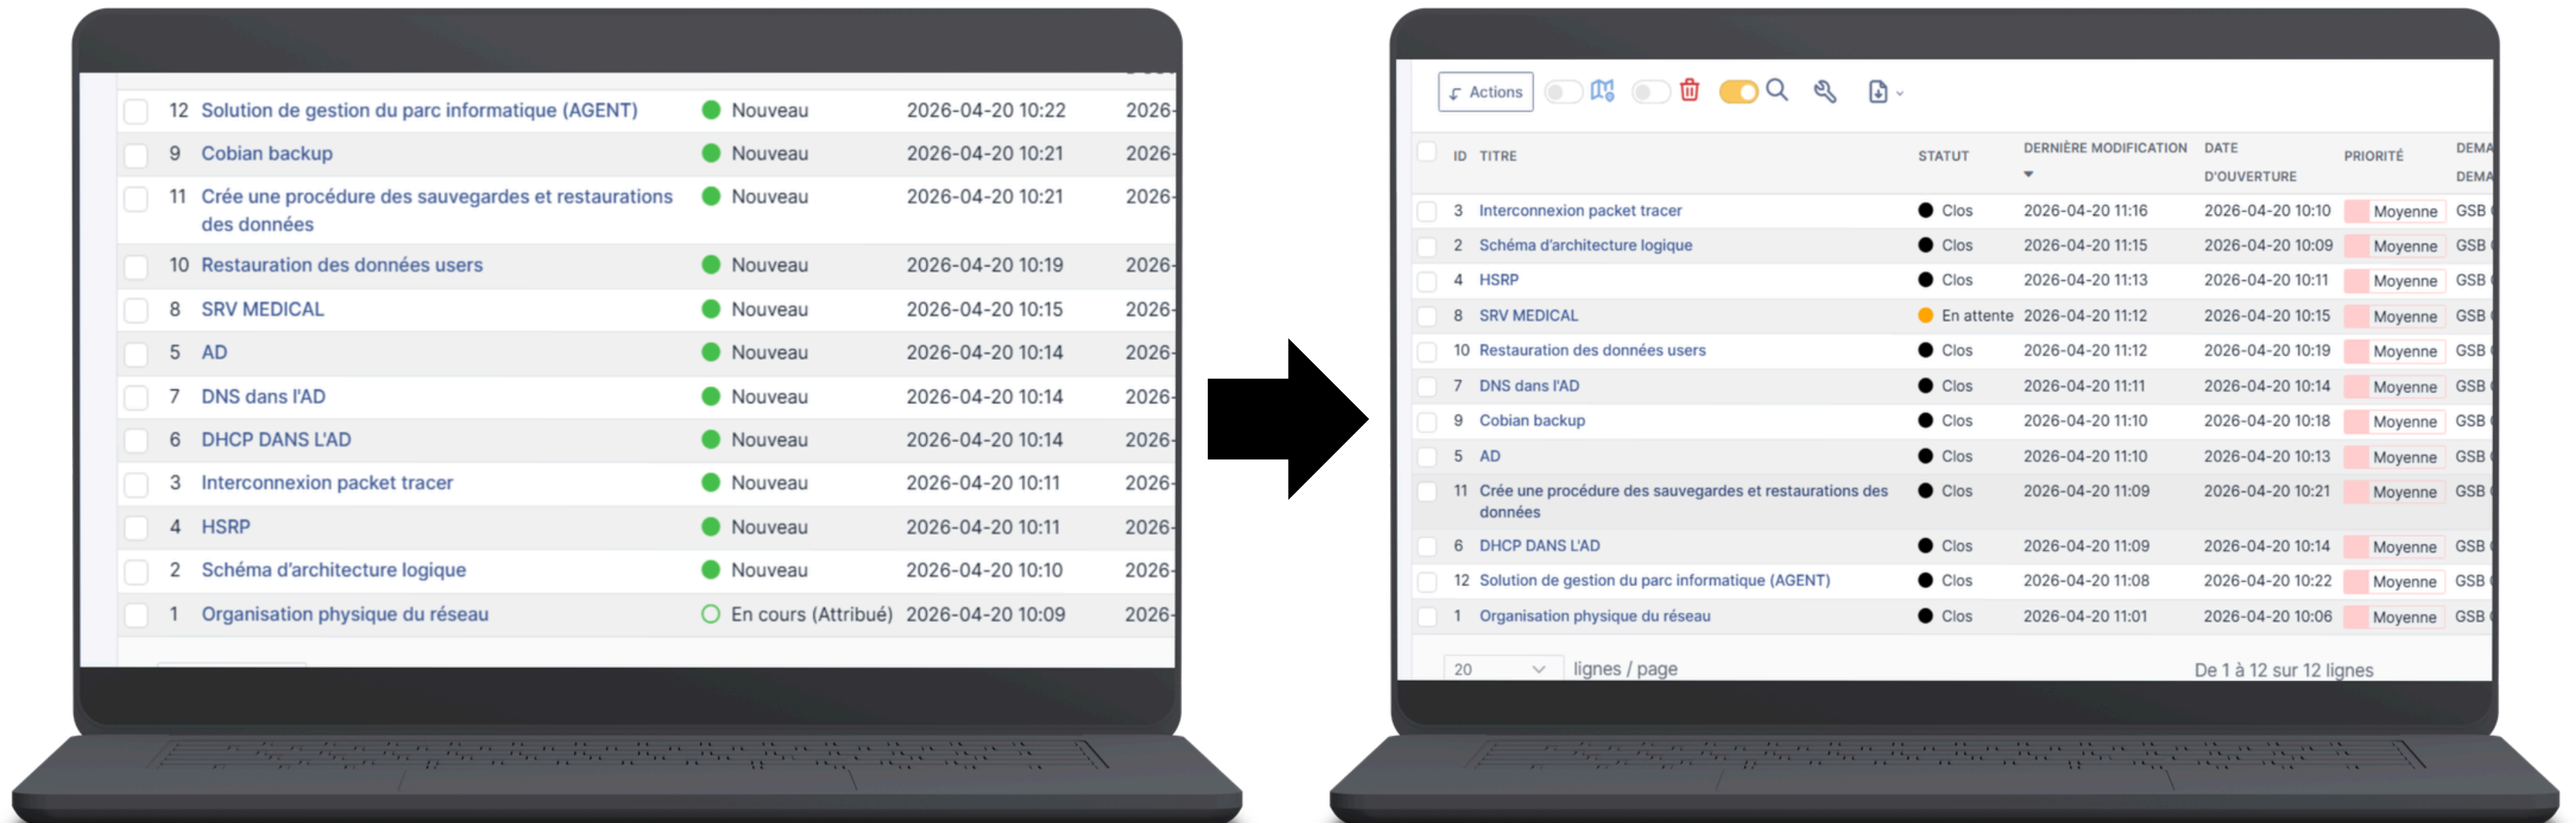 12 Solution de gestion du parc informatique (AGENT) Nouveau 2026-04-20 10:22 2026-
9 Cobian backup Nouveau 2026-04-20 10:21 2026-
11 Crée une procédure des sauvegardes et restaurations Nouveau 2026-04-20 10:21 2026-
des données
10 Restauration des données users Nouveau 2026-04-20 10:19 2026-
8 SRV MEDICAL Nouveau 2026-04-20 10:15 2026-
5 AD Nouveau 2026-04-20 10:14 2026-
7 DNS dans l'AD Nouveau 2026-04-20 10:14 2026-
6 DHCP DANS L'AD Nouveau 2026-04-20 10:14 2026-
3 Interconnexion packet tracer Nouveau 2026-04-20 10:11 2026-
4 HSRP Nouveau 2026-04-20 10:11 2026-
2 Schéma d'architecture logique Nouveau 2026-04-20 10:10 2026-
1 Organisation physique du réseau En cours (Attribué) 2026-04-20 10:09 2026-
Actions
ID TITRE STATUT DERNIÈRE MODIFICATION DATE PRIORITÉ DEMA
D'OUVERTURE DEMA
3 Interconnexion packet tracer Clos 2026-04-20 11:16 2026-04-20 10:10 Moyenne GSB
2 Schéma d'architecture logique Clos 2026-04-20 11:15 2026-04-20 10:09 Moyenne GSB
4 HSRP Clos 2026-04-20 11:13 2026-04-20 10:11 Moyenne GSB
8 SRV MEDICAL En attente 2026-04-20 11:12 2026-04-20 10:15 Moyenne GSB
10 Restauration des données users Clos 2026-04-20 11:12 2026-04-20 10:19 Moyenne GSB
7 DNS dans l'AD Clos 2026-04-20 11:11 2026-04-20 10:14 Moyenne GSB
9 Cobian backup Clos 2026-04-20 11:10 2026-04-20 10:18 Moyenne GSB
5 AD Clos 2026-04-20 11:10 2026-04-20 10:13 Moyenne GSB
11 Crée une procédure des sauvegardes et restaurations des Clos 2026-04-20 11:09 2026-04-20 10:21 Moyenne GSB
données
6 DHCP DANS L'AD Clos 2026-04-20 11:09 2026-04-20 10:14 Moyenne GSB
12 Solution de gestion du parc informatique (AGENT) Clos 2026-04-20 11:08 2026-04-20 10:22 Moyenne GSB
1 Organisation physique du réseau Clos 2026-04-20 11:01 2026-04-20 10:06 Moyenne GSB
20 lignes / page De 1 à 12 sur 12 lignes